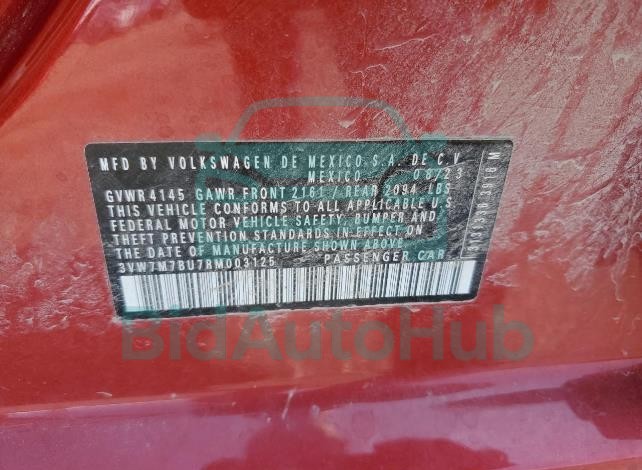 MFD BY VOLKSWAGEN DE MEXICO S.A. DE C.V
MEXICO 08/23
GVWR 4145 GAWR FRONT 2161 / REAR 2094 LBS
THIS VEHICLE CONFORMS TO ALL APPLICABLE U.S
FEDERAL MOTOR VEHICLE SAFETY, BUMPER AND
THEFT PREVENTION STANDARDS IN EFFECT ON
THE DATE OF MANUFACTURE SHOWN ABOVE.
3VW7M7BU7RM003125 PASSENGER CAR
BidAutoHub